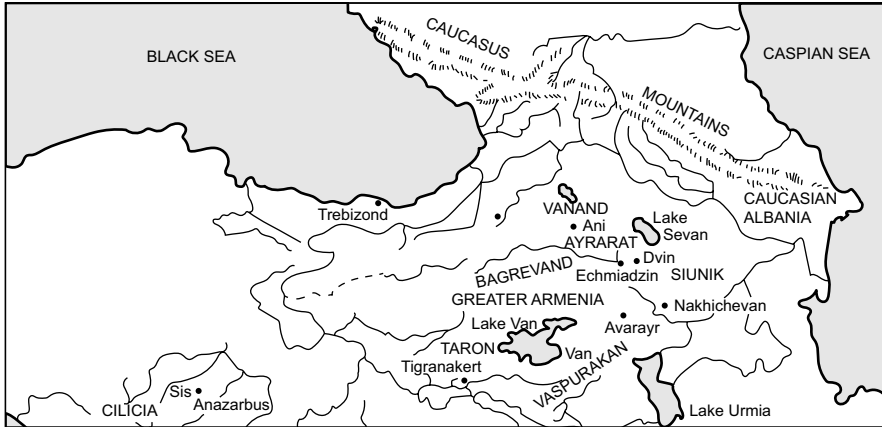 CAUCASUS
BLACK SEA
CASPIAN SEA
MOUNTAINS
CAUCASIAN
ALBANIA
Trebizond
VANAND
Ani
AYRARAT
Lake
Sevan
Dvin
BAGREVAND
Echmiadzin
SIUNIK
GREATER ARMENIA
Nakhichevan
Lake Van
Avarayr
TARON
Van
Tigranakert
VASPURAKAN
Sis
Anazarbus
CILICIA
Lake Urmia